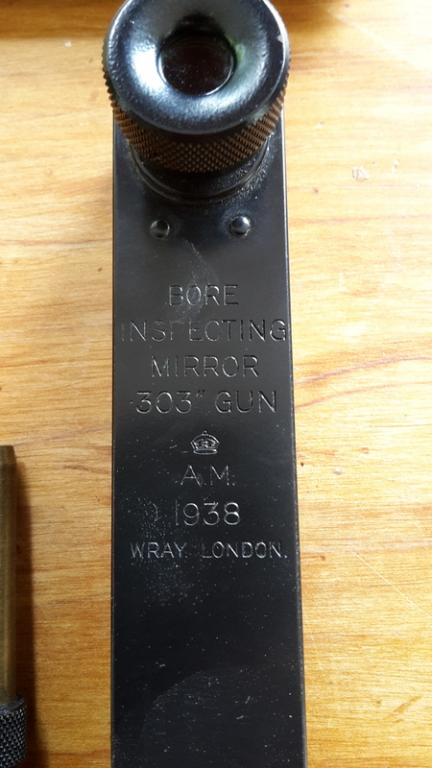 BORE
INSPECTING
MIRROR
·303" GUN
A.M.
1938
WRAY. LONDON.